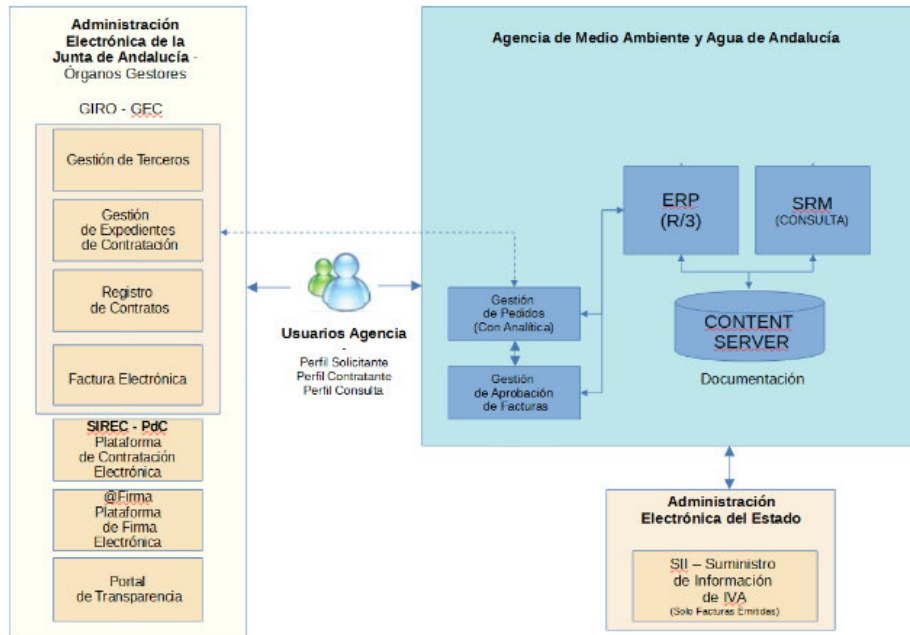 Administración
Electrónica de la
Junta de Andalucía -
Órganos Gestores
GIRO - GEC
Gestión de Terceros
Gestión
de Expedientes
de Contratación
Registro
de Contratos
Factura Electrónica
SIREC - PdC
Plataforma
de Contratación
Electrónica
@Firma
Plataforma
de Firma
Electrónica
Portal
de Transparencia
Usuarios Agencia
-
Perfil Solicitante
Perfil Contratante
Perfil Consulta
Agencia de Medio Ambiente y Agua de Andalucía
ERP
(R/3)
SRM
(CONSULTA)
Gestión
de Pedidos
(Con Analítica)
Gestión
de Aprobación
de Facturas
CONTENT
SERVER
Documentación
Administración
Electrónica del Estado
SII – Suministro
de Información
de IVA
(Solo Facturas Emitidas)